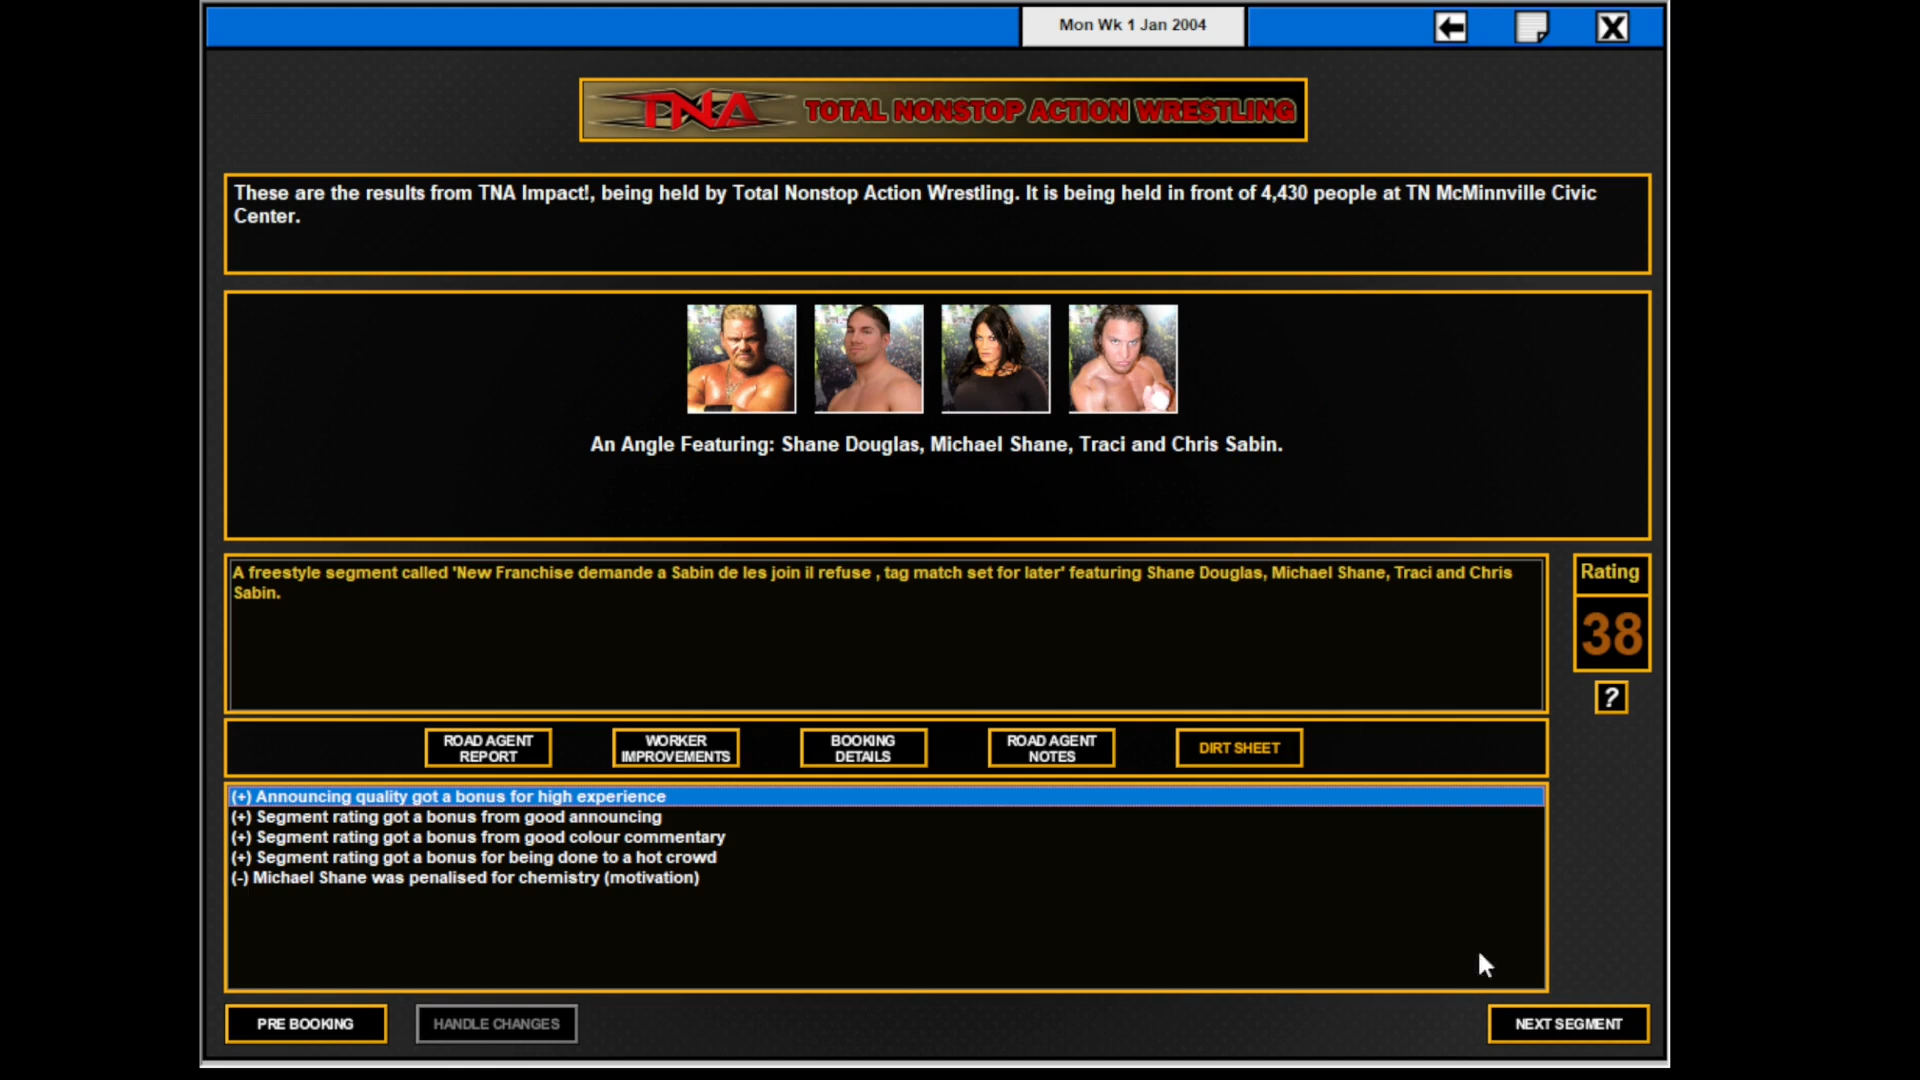 Mon Wk 1 Jan 2004
TNA TOTAL NONSTOP ACTION WRESTLING
These are the results from TNA Impact!, being held by Total Nonstop Action Wrestling. It is being held in front of 4,430 people at TN McMinnville Civic
Center.
An Angle Featuring: Shane Douglas, Michael Shane, Traci and Chris Sabin.
A freestyle segment called 'New Franchise demande a Sabin de les join il refuse , tag match set for later' featuring Shane Douglas, Michael Shane, Traci and Chris
Sabin.
Rating
38
?
ROAD AGENT
REPORT
WORKER
IMPROVEMENTS
BOOKING
DETAILS
ROAD AGENT
NOTES
DIRT SHEET
(+) Announcing quality got a bonus for high experience
(+) Segment rating got a bonus from good announcing
(+) Segment rating got a bonus from good colour commentary
(+) Segment rating got a bonus for being done to a hot crowd
(-) Michael Shane was penalised for chemistry (motivation)
PRE BOOKING
HANDLE CHANGES
NEXT SEGMENT